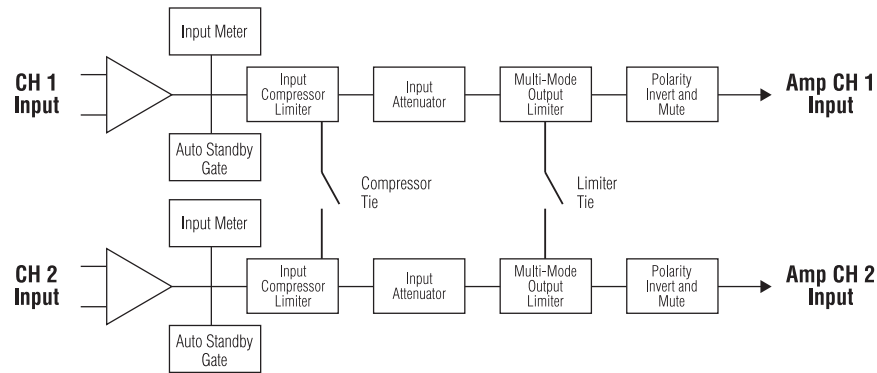 Input Meter
CH 1
Input
Input
Compressor
Limiter
Input
Attenuator
Multi-Mode
Output
Limiter
Polarity
Invert and
Mute
Amp CH 1
Input
Auto Standby
Gate
Compressor
Tie
Limiter
Tie
Input Meter
CH 2
Input
Input
Compressor
Limiter
Input
Attenuator
Multi-Mode
Output
Limiter
Polarity
Invert and
Mute
Amp CH 2
Input
Auto Standby
Gate